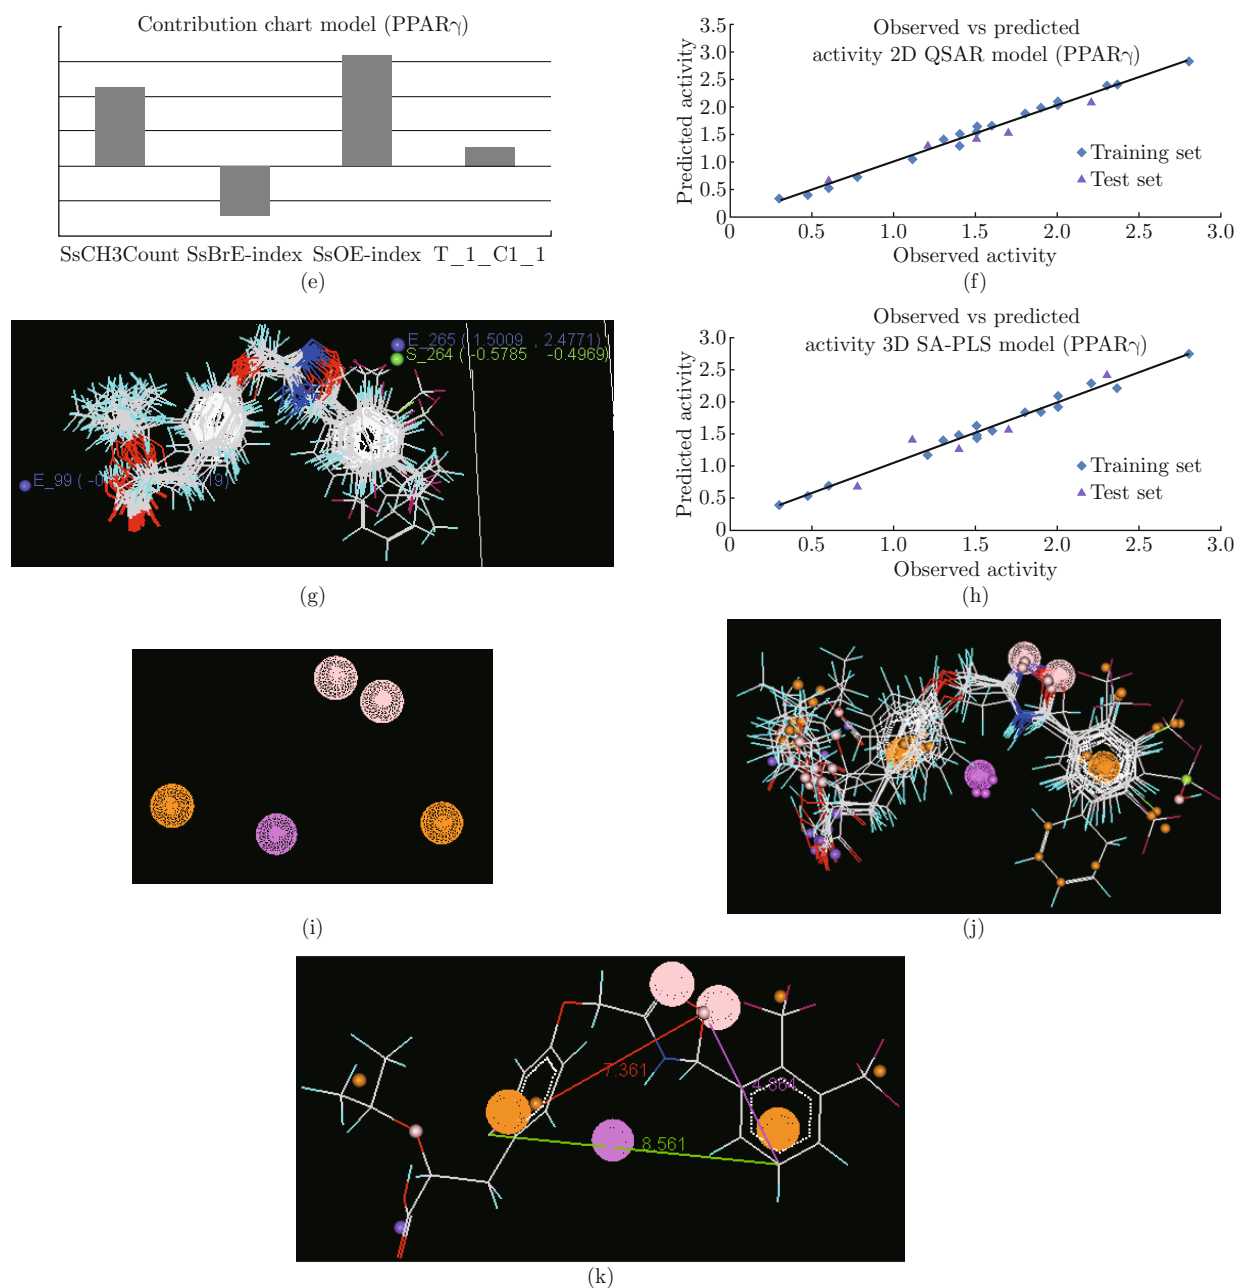 Contribution chart model (PPARγ)
SsCH3Count SsBrE-index SsOE-index T_1_C1_1
(e)
Observed vs predicted
activity 2D QSAR model (PPARγ)
Predicted activity
3.5
3.0
2.5
2.0
1.5
1.0
0.5
0
Training set
Test set
0 0.5 1.0 1.5 2.0 2.5 3.0
Observed activity
(f)
E_265 ( 1.5009 , 2.4771)
S_264 ( -0.5785 -0.4969)
E_99 ( -0
(g)
Observed vs predicted
activity 3D SA-PLS model (PPARγ)
Predicted activity
3.0
2.5
2.0
1.5
1.0
0.5
0
Training set
Test set
0 0.5 1.0 1.5 2.0 2.5 3.0
Observed activity
(h)
(i)
(j)
7.361
4.884
8.561
(k)